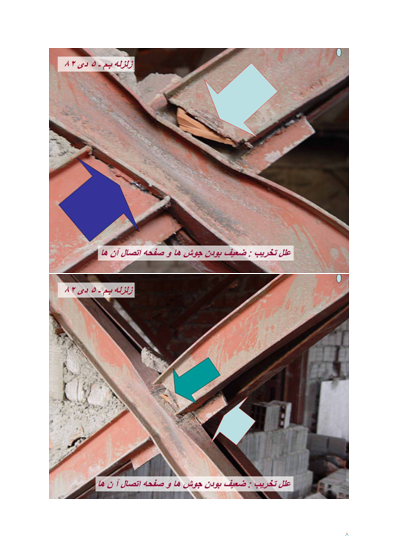 زلزله بم - ۵ دی ۸۲
علل تخریب : ضعیف بودن جوش ها و صفحه اتصال آن ها
زلزله بم - ۵ دی ۸۲
علل تخریب : ضعیف بودن جوش ها و صفحه اتصال آ ن ها
۸